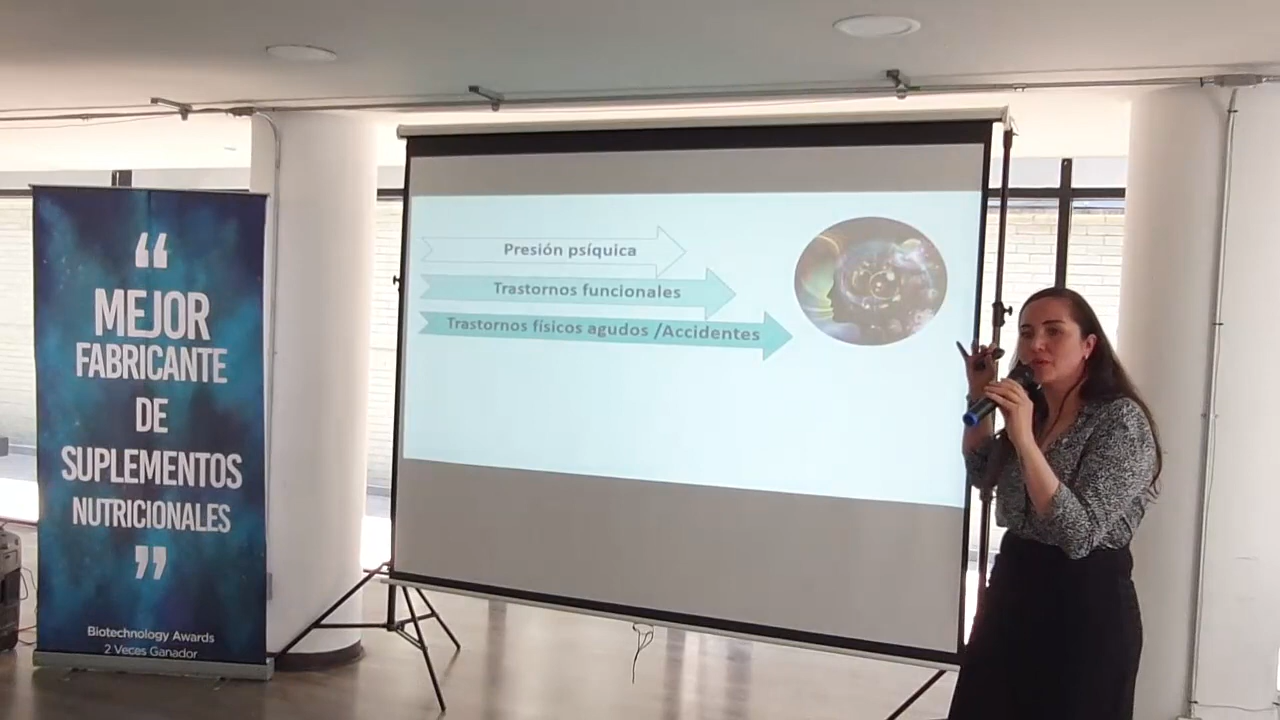 “
MEJOR
FABRICANTE
DE
SUPLEMENTOS
NUTRICIONALES
”
Biotechnology Awards
2 Veces Ganador
Presión psíquica
Trastornos funcionales
Trastornos físicos agudos /Accidentes